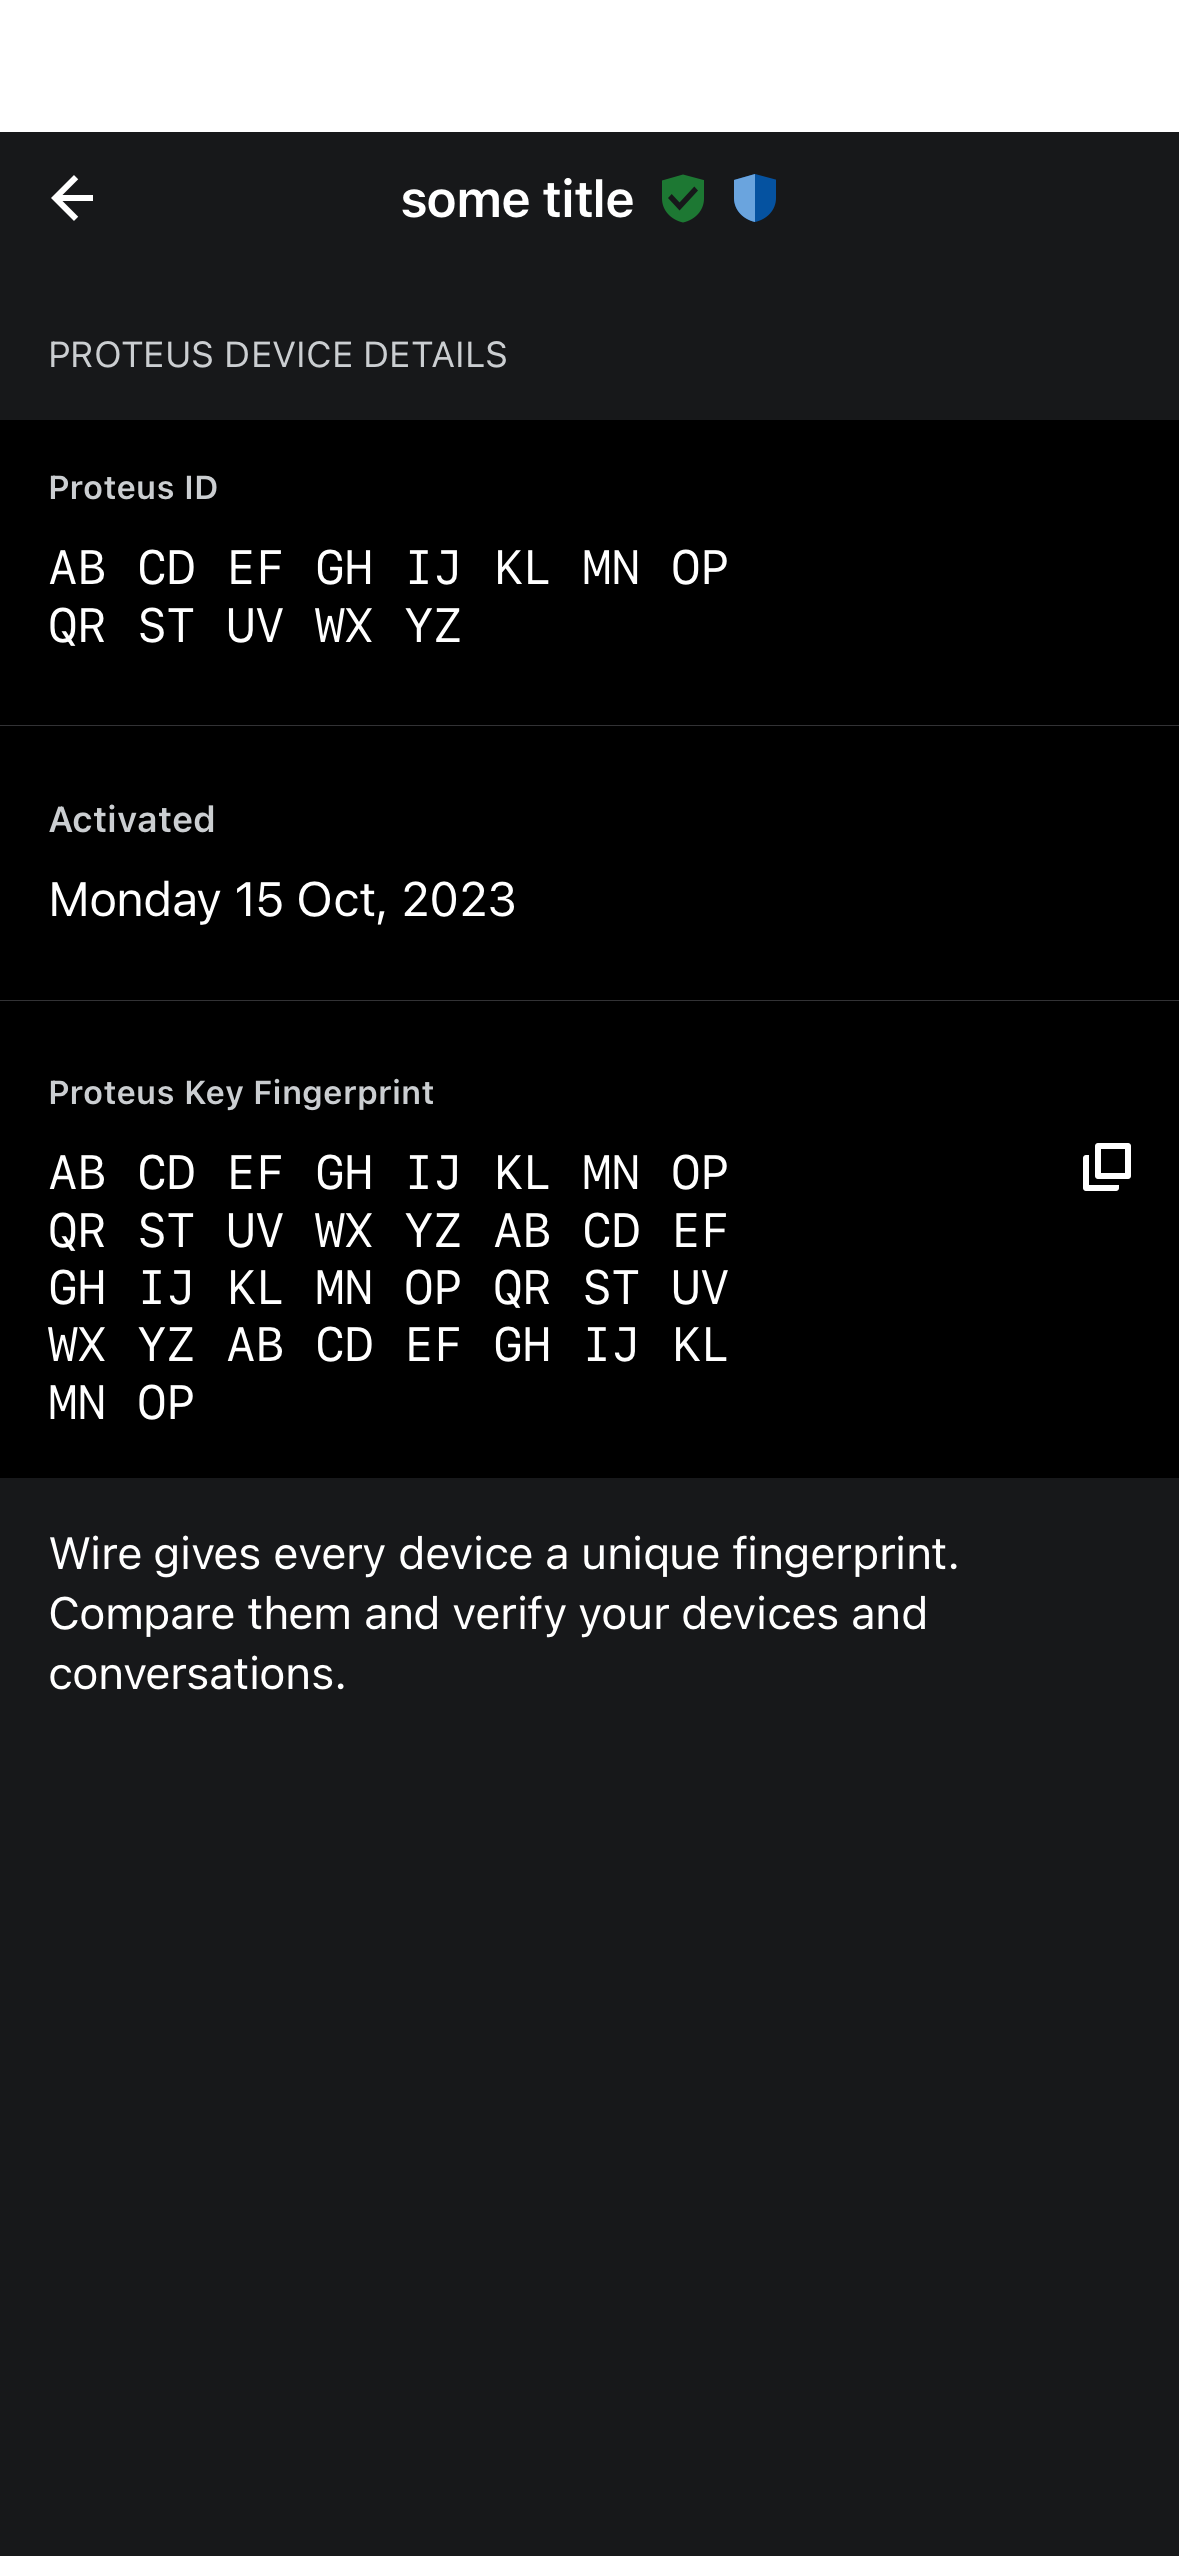 some title
PROTEUS DEVICE DETAILS
Proteus ID
AB CD EF GH IJ KL MN OP
QR ST UV WX YZ
Activated
Monday 15 Oct, 2023
Proteus Key Fingerprint
AB CD EF GH IJ KL MN OP
QR ST UV WX YZ AB CD EF
GH IJ KL MN OP QR ST UV
WX YZ AB CD EF GH IJ KL
MN OP
Wire gives every device a unique fingerprint.
Compare them and verify your devices and
conversations.